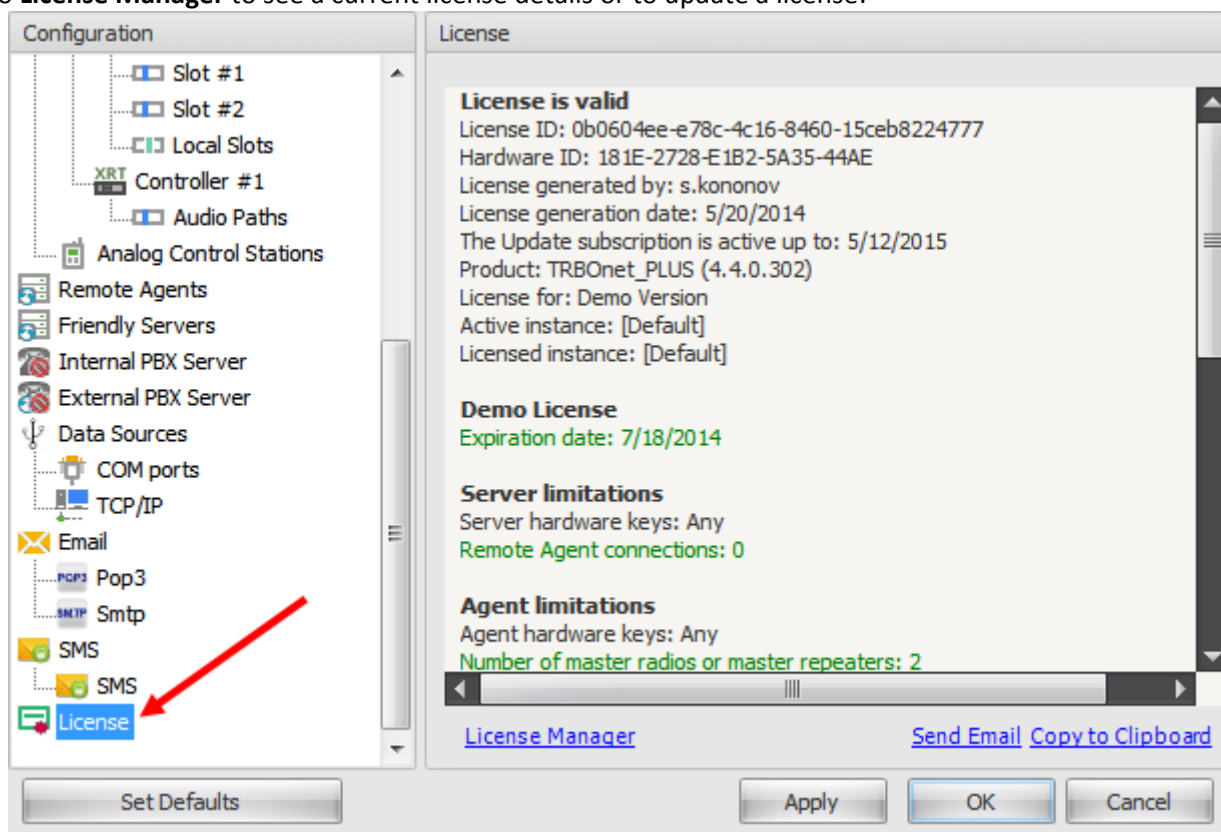 License Manager to see a current license details or to update a license.
Configuration
License
Slot #1
Slot #2
Local Slots
XRT Controller #1
Audio Paths
Analog Control Stations
Remote Agents
Friendly Servers
Internal PBX Server
External PBX Server
Data Sources
COM ports
TCP/IP
Email
POP3 Pop3
SMTP Smtp
SMS
SMS
License
License is valid
License ID: 0b0604ee-e78c-4c16-8460-15ceb8224777
Hardware ID: 181E-2728-E1B2-5A35-44AE
License generated by: s.kononov
License generation date: 5/20/2014
The Update subscription is active up to: 5/12/2015
Product: TRBOnet_PLUS (4.4.0.302)
License for: Demo Version
Active instance: [Default]
Licensed instance: [Default]
Demo License
Expiration date: 7/18/2014
Server limitations
Server hardware keys: Any
Remote Agent connections: 0
Agent limitations
Agent hardware keys: Any
Number of master radios or master repeaters: 2
License Manager
Send Email Copy to Clipboard
Set Defaults
Apply
OK
Cancel